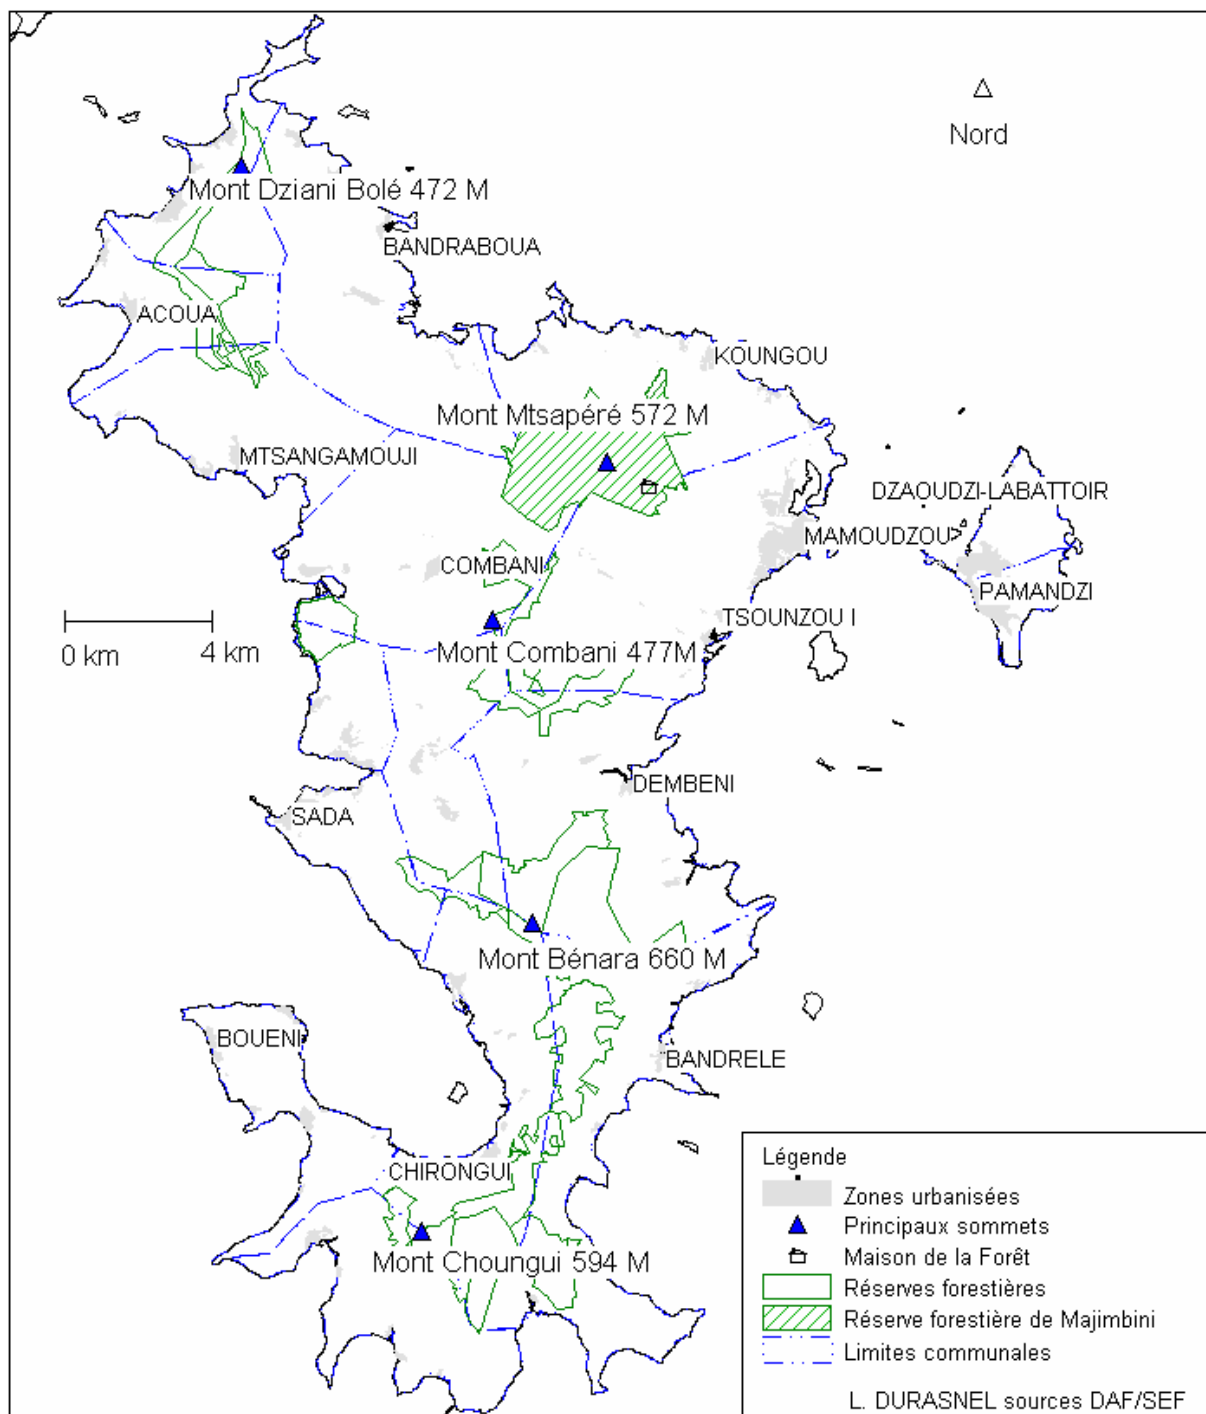 Nord
Mont Dziani Bolé 472 M
BANDRABOUA
ACOUA
KOUNGOU
Mont Mtsapéré 572 M
MTSANGAMOUJI
DZAOUDZI-LABATTOIR
MAMOUDZOU
COMBANI
PAMANDZI
TSOUNZOU I
0 km 4 km
Mont Combani 477M
DEMBENI
SADA
Mont Bénara 660 M
BOUENI
BANDRELE
CHIRONGUI
Mont Choungui 594 M
Légende
Zones urbanisées
Principaux sommets
Maison de la Forêt
Réserves forestières
Réserve forestière de Majimbini
Limites communales
L. DURASNEL sources DAF/SEF